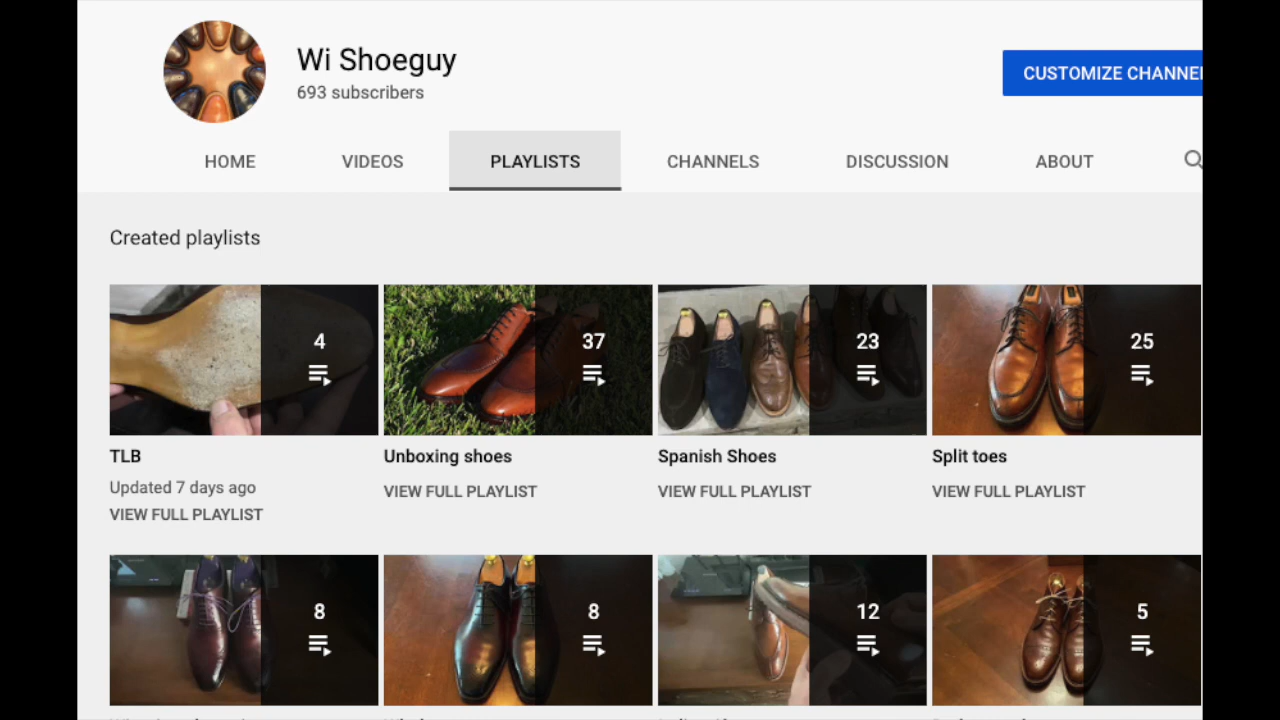 Wi Shoeguy
693 subscribers
CUSTOMIZE CHANNEL
HOME VIDEOS PLAYLISTS CHANNELS DISCUSSION ABOUT
Created playlists
4 37 23 25
TLB Unboxing shoes Spanish Shoes Split toes
Updated 7 days ago
VIEW FULL PLAYLIST VIEW FULL PLAYLIST VIEW FULL PLAYLIST
VIEW FULL PLAYLIST
8 8 12 5